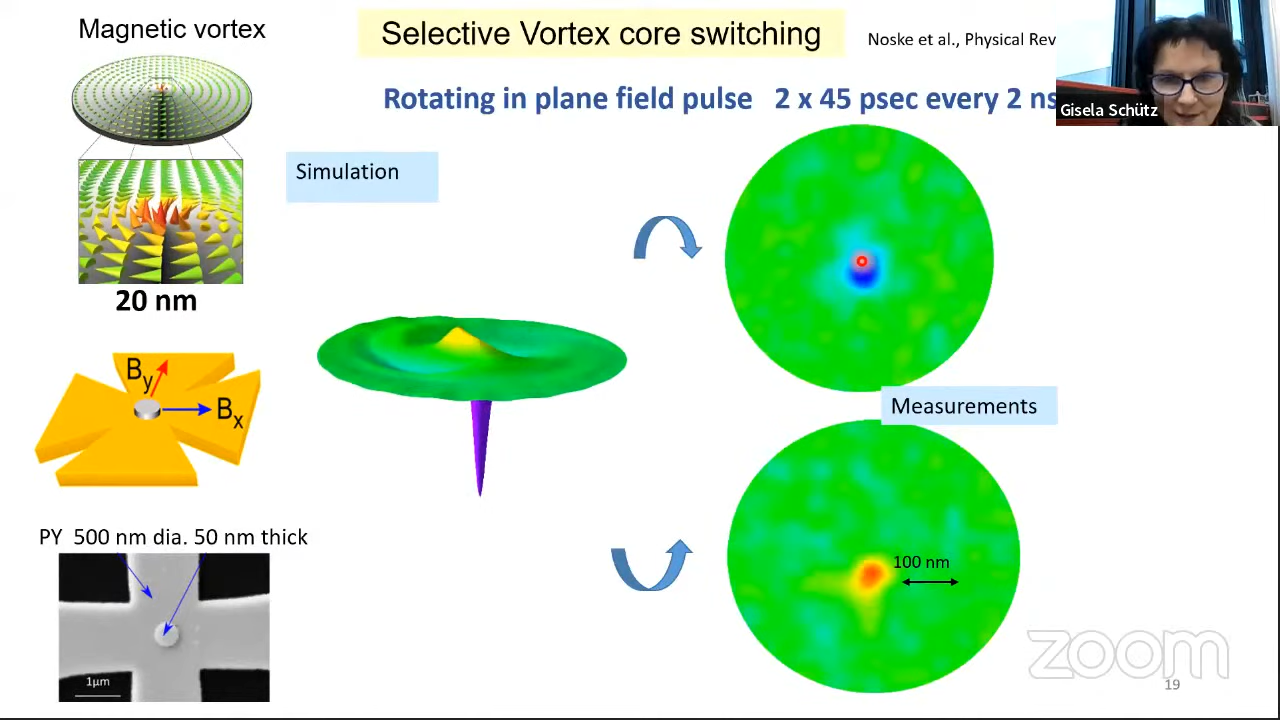 Magnetic vortex
Selective Vortex core switching
Noske et al., Physical Rev
Rotating in plane field pulse 2 x 45 psec every 2 ns
Gisela Schütz
Simulation
20 nm
By
Bx
Measurements
PY 500 nm dia. 50 nm thick
100 nm
1µm
zoom
19